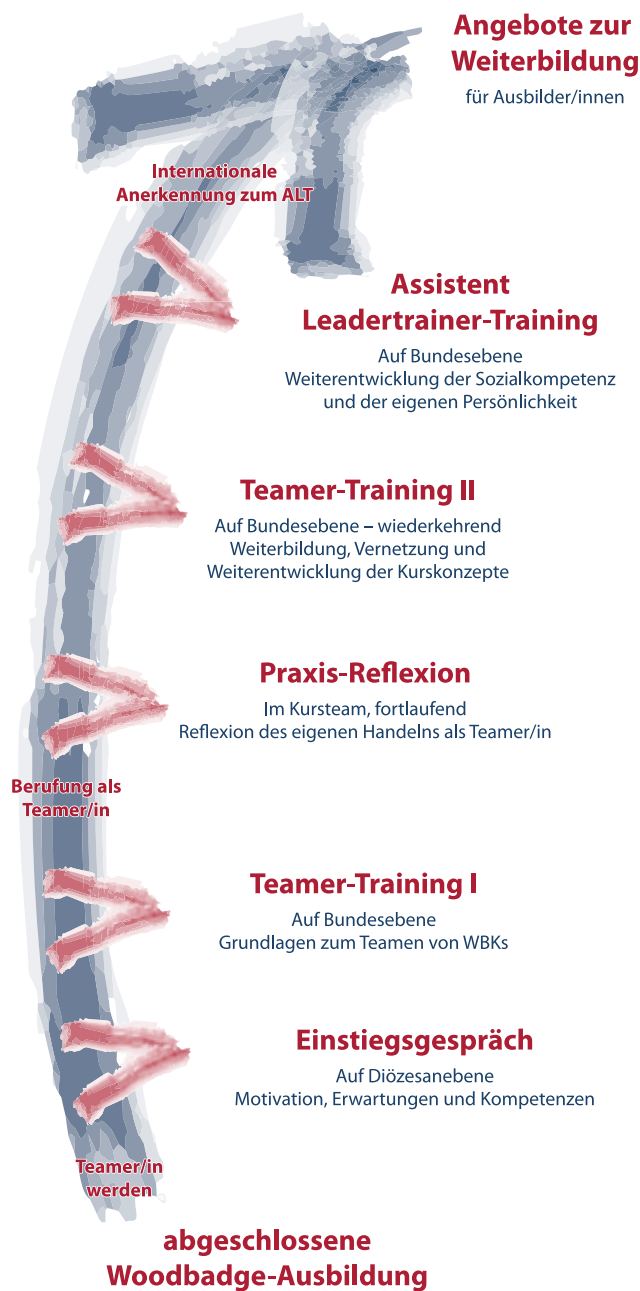 Angebote zur
Weiterbildung
für Ausbilder/innen
Internationale
Anerkennung zum ALT
Assistent
Leadertrainer-Training
Auf Bundesebene
Weiterentwicklung der Sozialkompetenz
und der eigenen Persönlichkeit
Teamer-Training II
Auf Bundesebene – wiederkehrend
Weiterbildung, Vernetzung und
Weiterentwicklung der Kurskonzepte
Praxis-Reflexion
Im Kursteam, fortlaufend
Reflexion des eigenen Handelns als Teamer/in
Berufung als
Teamer/in
Teamer-Training I
Auf Bundesebene
Grundlagen zum Teamen von WBKs
Einstiegsgespräch
Auf Diözesanebene
Motivation, Erwartungen und Kompetenzen
Teamer/in
werden
abgeschlossene
Woodbadge-Ausbildung